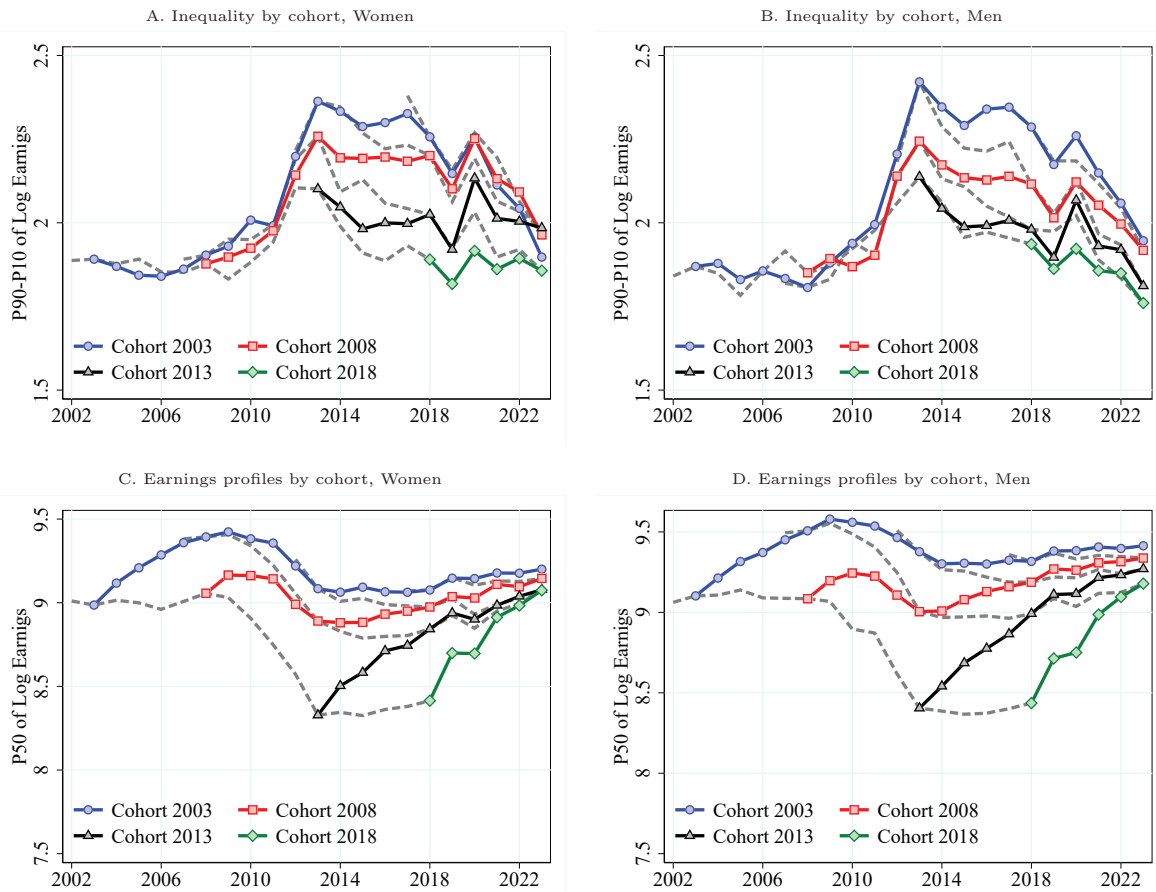 A. Inequality by cohort, Women
P90-P10 of Log Earnigs
2.5
2
1.5
Cohort 2003
Cohort 2008
Cohort 2013
Cohort 2018
2002 2006 2010 2014 2018 2022
B. Inequality by cohort, Men
P90-P10 of Log Earnigs
2.5
2
1.5
Cohort 2003
Cohort 2008
Cohort 2013
Cohort 2018
2002 2006 2010 2014 2018 2022
C. Earnings profiles by cohort, Women
P50 of Log Earnigs
9.5
9
8.5
8
7.5
Cohort 2003
Cohort 2008
Cohort 2013
Cohort 2018
2002 2006 2010 2014 2018 2022
D. Earnings profiles by cohort, Men
P50 of Log Earnigs
9.5
9
8.5
8
7.5
Cohort 2003
Cohort 2008
Cohort 2013
Cohort 2018
2002 2006 2010 2014 2018 2022